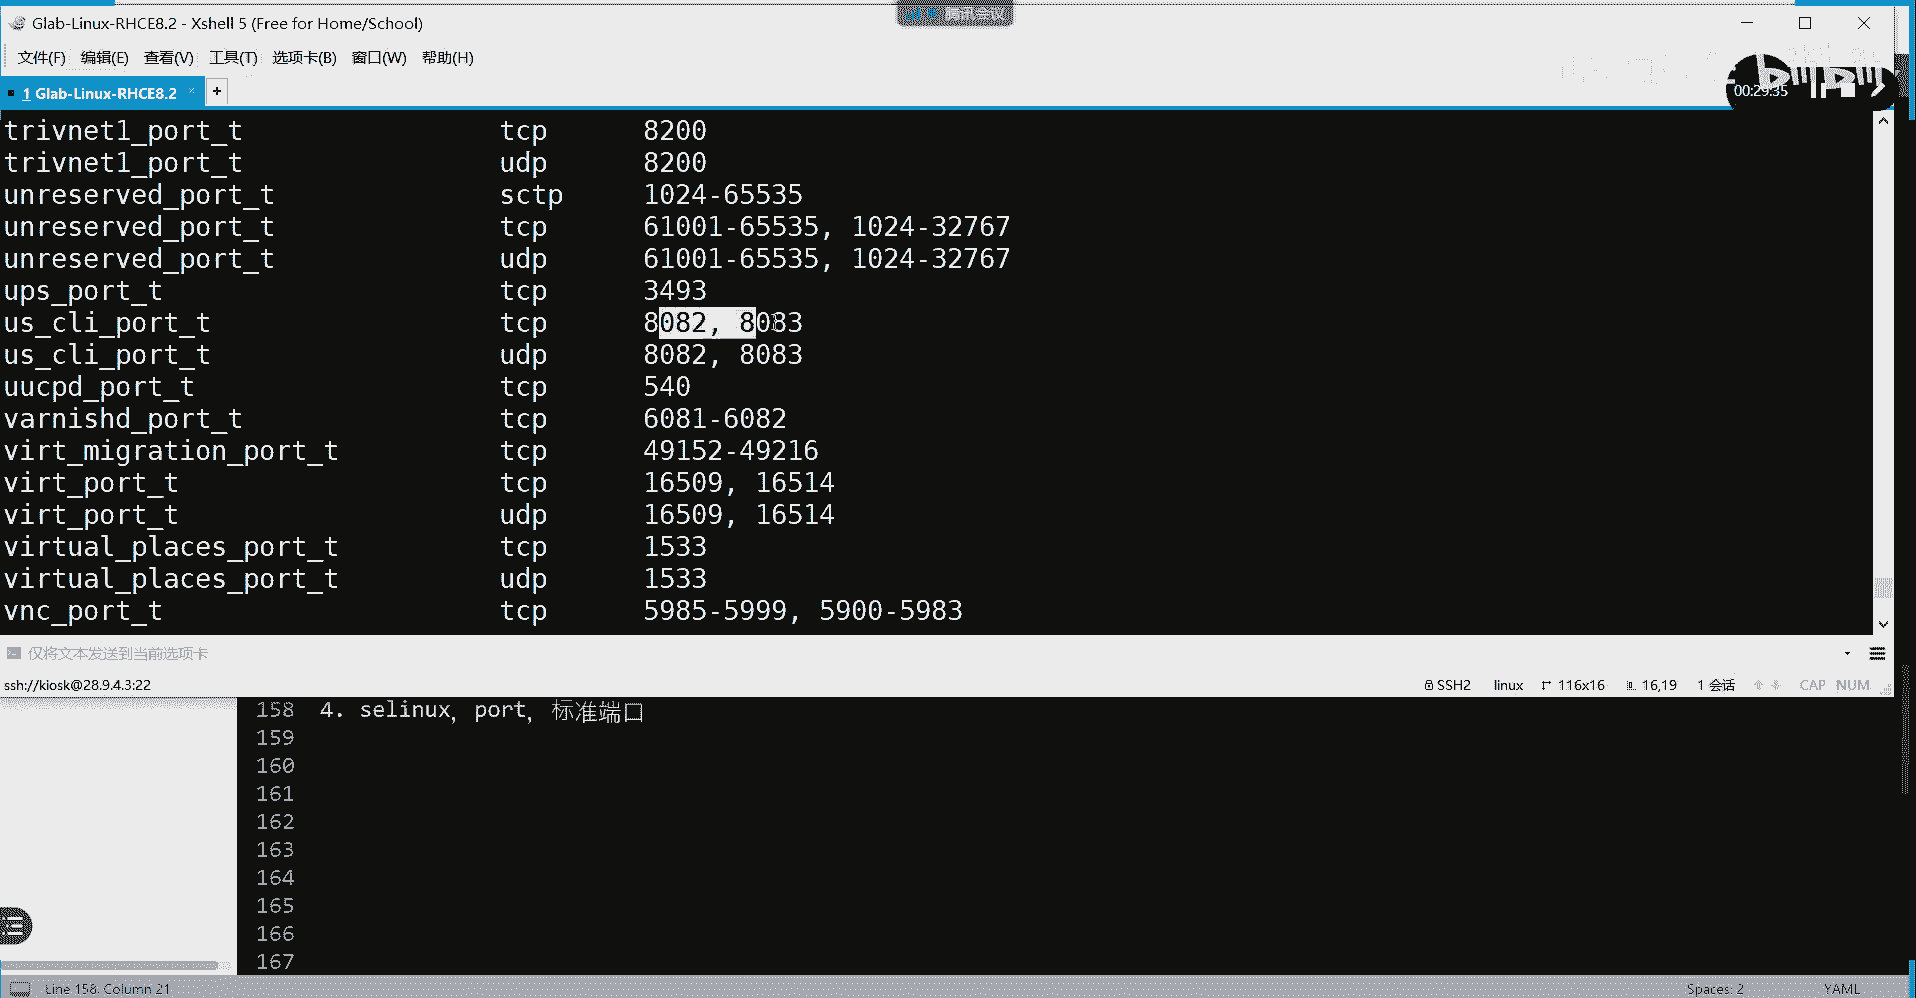 腾讯会议
Glab-Linux-RHCE8.2 - Xshell 5 (Free for Home/School)
文件(F) 编辑(E) 查看(V) 工具(T) 选项卡(B) 窗口(W) 帮助(H)
bilibili
00:29:35
1 Glab-Linux-RHCE8.2 × +
trivnet1_port_t tcp 8200
trivnet1_port_t udp 8200
unreserved_port_t sctp 1024-65535
unreserved_port_t tcp 61001-65535, 1024-32767
unreserved_port_t udp 61001-65535, 1024-32767
ups_port_t tcp 3493
us_cli_port_t tcp 8082, 8083
us_cli_port_t udp 8082, 8083
uucpd_port_t tcp 540
varnishd_port_t tcp 6081-6082
virt_migration_port_t tcp 49152-49216
virt_port_t tcp 16509, 16514
virt_port_t udp 16509, 16514
virtual_places_port_t tcp 1533
virtual_places_port_t udp 1533
vnc_port_t tcp 5985-5999, 5900-5983
仅将文本发送到当前选项卡
ssh://kiosk@28.9.4.3:22 SSH2 linux 116x16 16,19 1 会话 CAP NUM
158 4. selinux, port, 标准端口
159
160
161
162
163
164
165
166
167
Line 158, Column 21 Spaces: 2 YAML